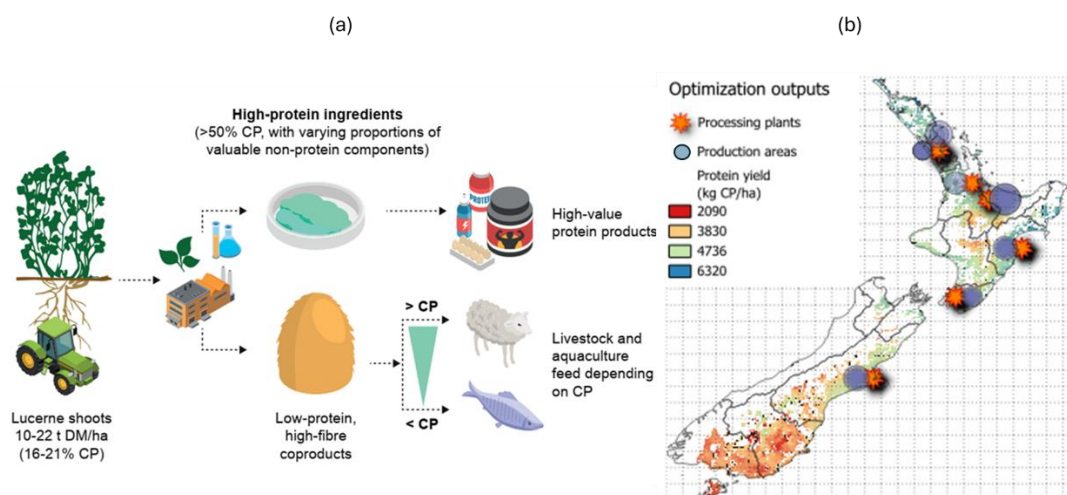 (a)
High-protein ingredients
(>50% CP, with varying proportions of
valuable non-protein components)
PROTEIN
High-value
protein products
> CP
Livestock and
aquaculture
feed depending
on CP
< CP
Lucerne shoots
10-22 t DM/ha
(16-21% CP)
Low-protein,
high-fibre
coproducts
(b)
Optimization outputs
Processing plants
Production areas
Protein yield
(kg CP/ha)
2090
3830
4736
6320